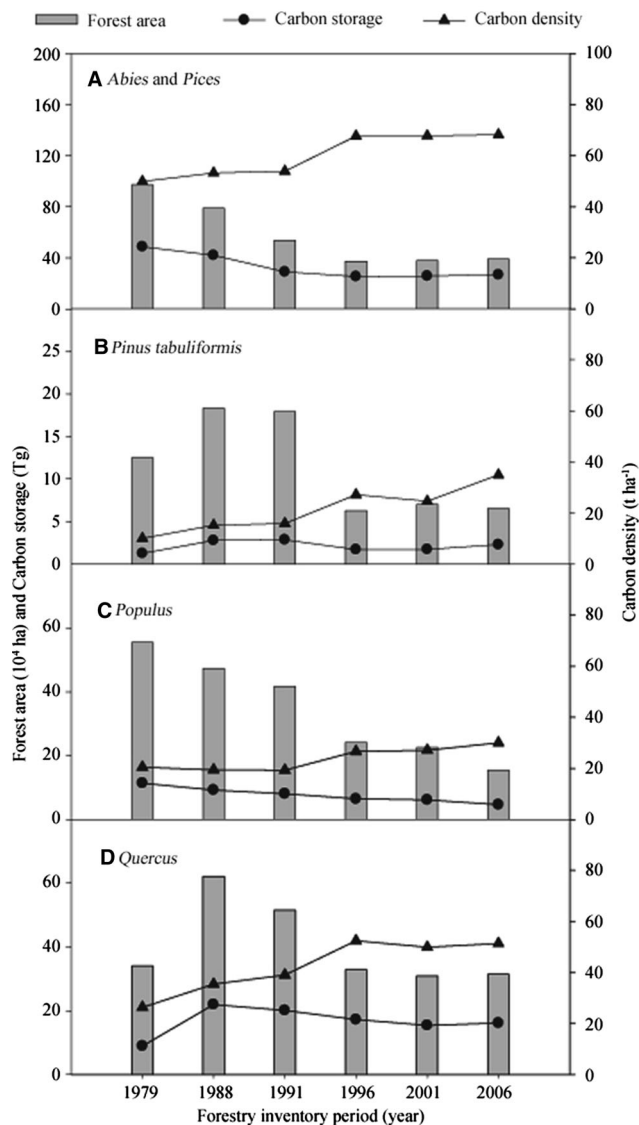 Forest area Carbon storage Carbon density
200 100
A Abies and Pices
160 80
120 60
80 40
40 20
0 0
B Pinus tabuliformis
25 80
20 60
15
10 40
5 20
0 0
C Populus
60 80
60
40 40
20 20
0 0
D Quercus
60 80
60
40 40
20 20
0 0
Forest area (10⁴ ha) and Carbon storage (Tg)
Carbon density (t ha⁻¹)
1979 1988 1991 1996 2001 2006
Forestry inventory period (year)